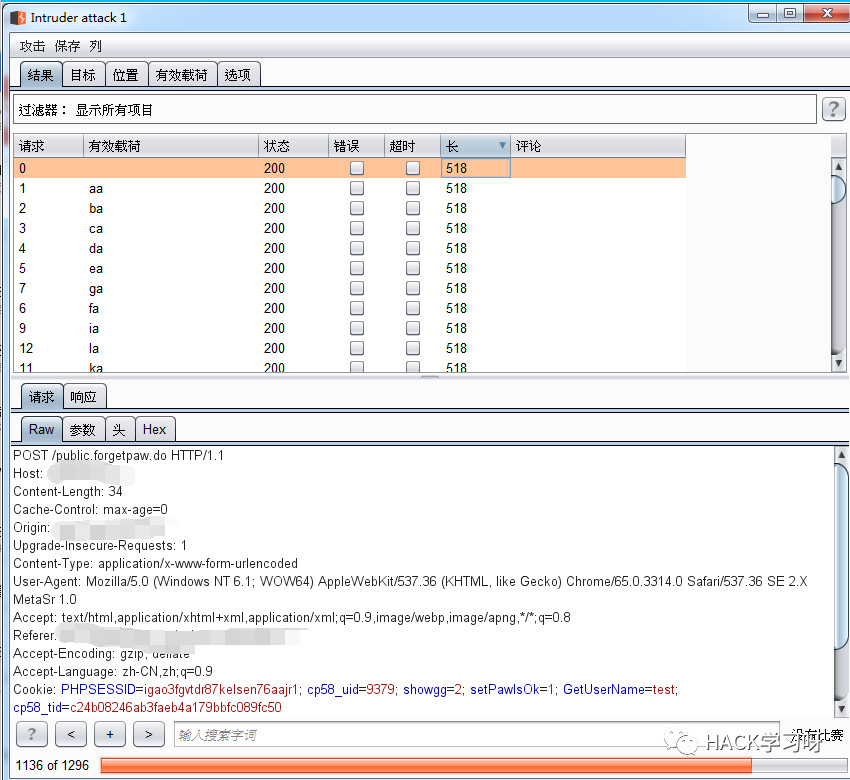 Intruder attack 1
攻击 保存 列
结果 目标 位置 有效载荷 选项
过滤器： 显示所有项目 ?
请求 有效载荷 状态 错误 超时 长 评论
0 200 518
1 aa 200 518
2 ba 200 518
3 ca 200 518
4 da 200 518
5 ea 200 518
7 ga 200 518
6 fa 200 518
9 ia 200 518
12 la 200 518
11 ka 200 518
请求 响应
Raw 参数 头 Hex
POST /public.forgetpaw.do HTTP/1.1
Host:
Content-Length: 34
Cache-Control: max-age=0
Origin:
Upgrade-Insecure-Requests: 1
Content-Type: application/x-www-form-urlencoded
User-Agent: Mozilla/5.0 (Windows NT 6.1; WOW64) AppleWebKit/537.36 (KHTML, like Gecko) Chrome/65.0.3314.0 Safari/537.36 SE 2.X
MetaSr 1.0
Accept: text/html,application/xhtml+xml,application/xml;q=0.9,image/webp,image/apng,*/*;q=0.8
Referer:
Accept-Encoding: gzip, deflate
Accept-Language: zh-CN,zh;q=0.9
Cookie: PHPSESSID=igao3fgvtdr87kelsen76aajr1; cp58_uid=9379; showgg=2; setPawIsOk=1; GetUserName=test;
cp58_tid=c24b08246ab3faeb4a179bbfc089fc50
? < + > 输入搜索字词 没有比赛
HACK学习呀
1136 of 1296